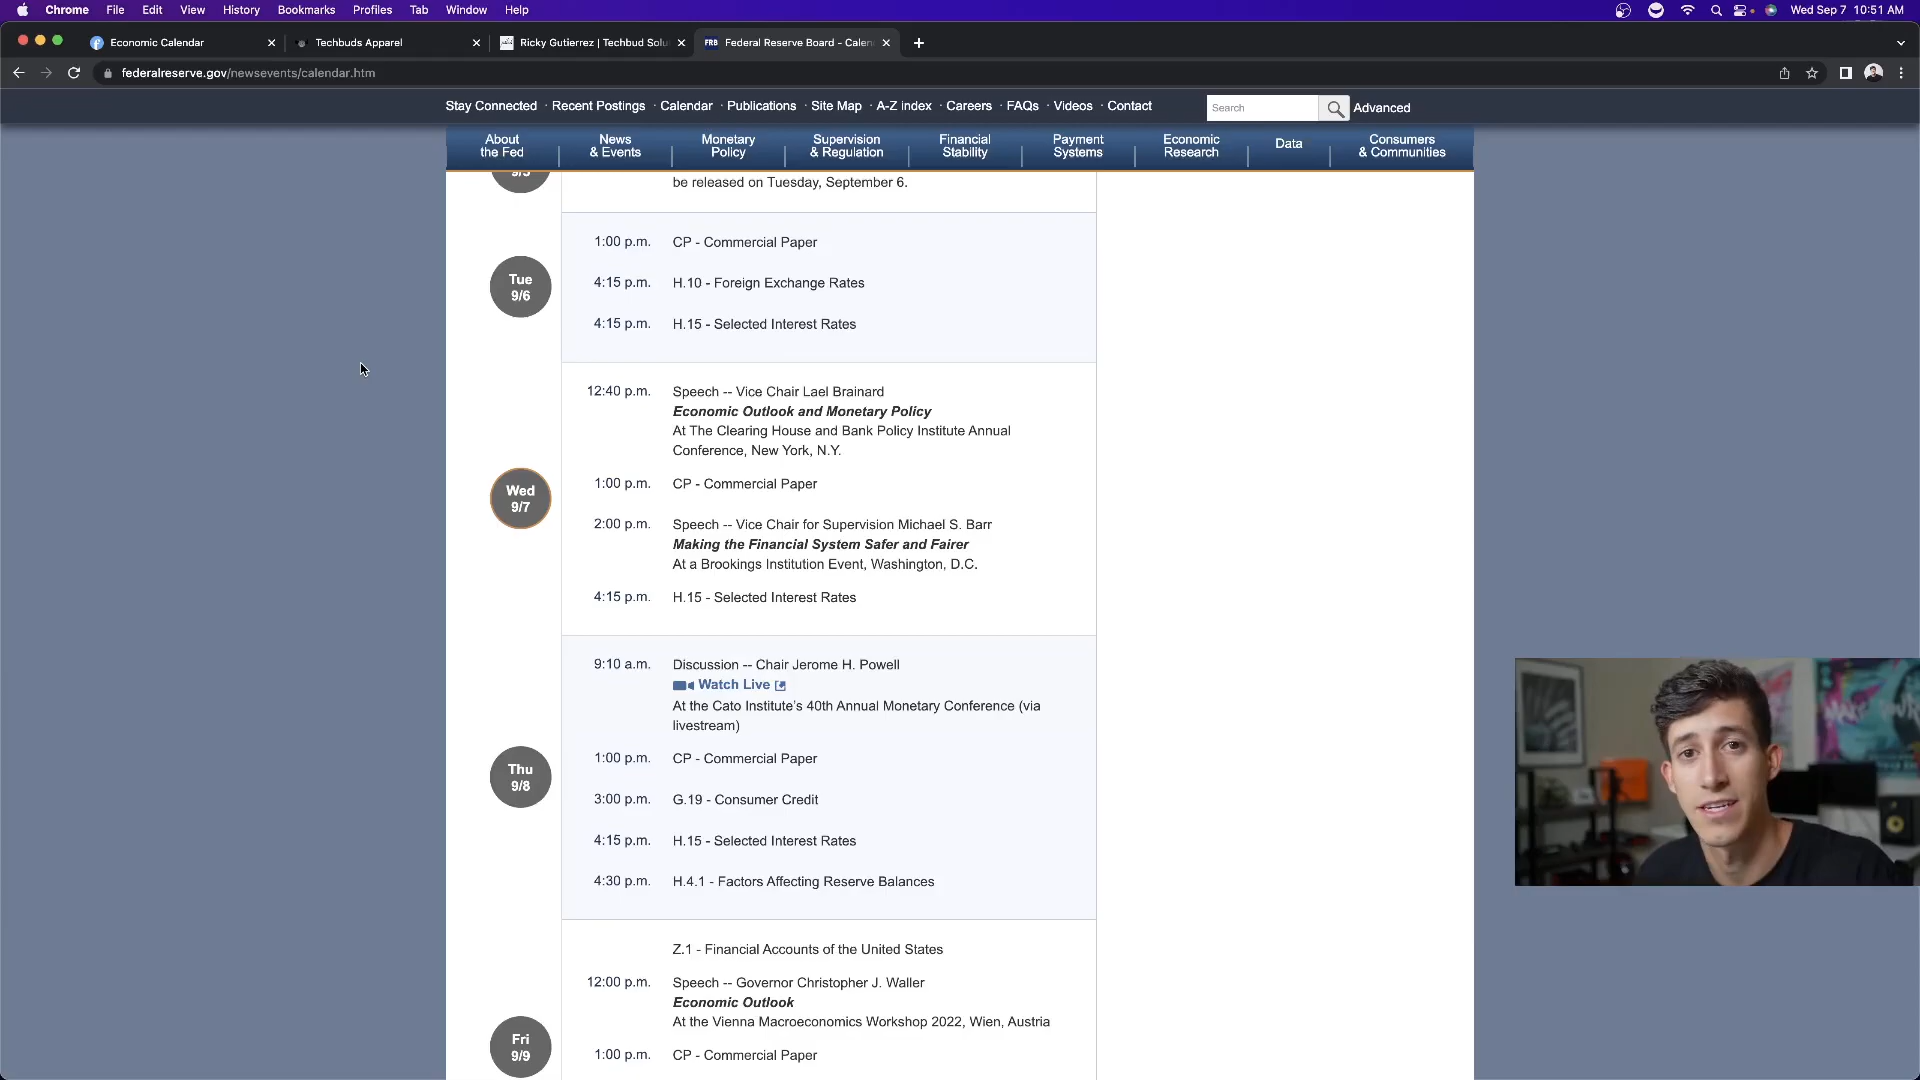 Chrome File Edit View History Bookmarks Profiles Tab Window Help
Wed Sep 7 10:51 AM
Economic Calendar
Techbuds Apparel
Ricky Gutierrez | Techbud Solu
FRB Federal Reserve Board - Calen
federalreserve.gov/newsevents/calendar.htm
Stay Connected · Recent Postings · Calendar · Publications · Site Map · A-Z index · Careers · FAQs · Videos · Contact
Search
Advanced
About
the Fed
News
& Events
Monetary
Policy
Supervision
& Regulation
Financial
Stability
Payment
Systems
Economic
Research
Data
Consumers
& Communities
9/5
be released on Tuesday, September 6.
Tue
9/6
1:00 p.m. CP - Commercial Paper
4:15 p.m. H.10 - Foreign Exchange Rates
4:15 p.m. H.15 - Selected Interest Rates
Wed
9/7
12:40 p.m. Speech -- Vice Chair Lael Brainard
Economic Outlook and Monetary Policy
At The Clearing House and Bank Policy Institute Annual
Conference, New York, N.Y.
1:00 p.m. CP - Commercial Paper
2:00 p.m. Speech -- Vice Chair for Supervision Michael S. Barr
Making the Financial System Safer and Fairer
At a Brookings Institution Event, Washington, D.C.
4:15 p.m. H.15 - Selected Interest Rates
Thu
9/8
9:10 a.m. Discussion -- Chair Jerome H. Powell
Watch Live
At the Cato Institute's 40th Annual Monetary Conference (via
livestream)
1:00 p.m. CP - Commercial Paper
3:00 p.m. G.19 - Consumer Credit
4:15 p.m. H.15 - Selected Interest Rates
4:30 p.m. H.4.1 - Factors Affecting Reserve Balances
Fri
9/9
Z.1 - Financial Accounts of the United States
12:00 p.m. Speech -- Governor Christopher J. Waller
Economic Outlook
At the Vienna Macroeconomics Workshop 2022, Wien, Austria
1:00 p.m. CP - Commercial Paper